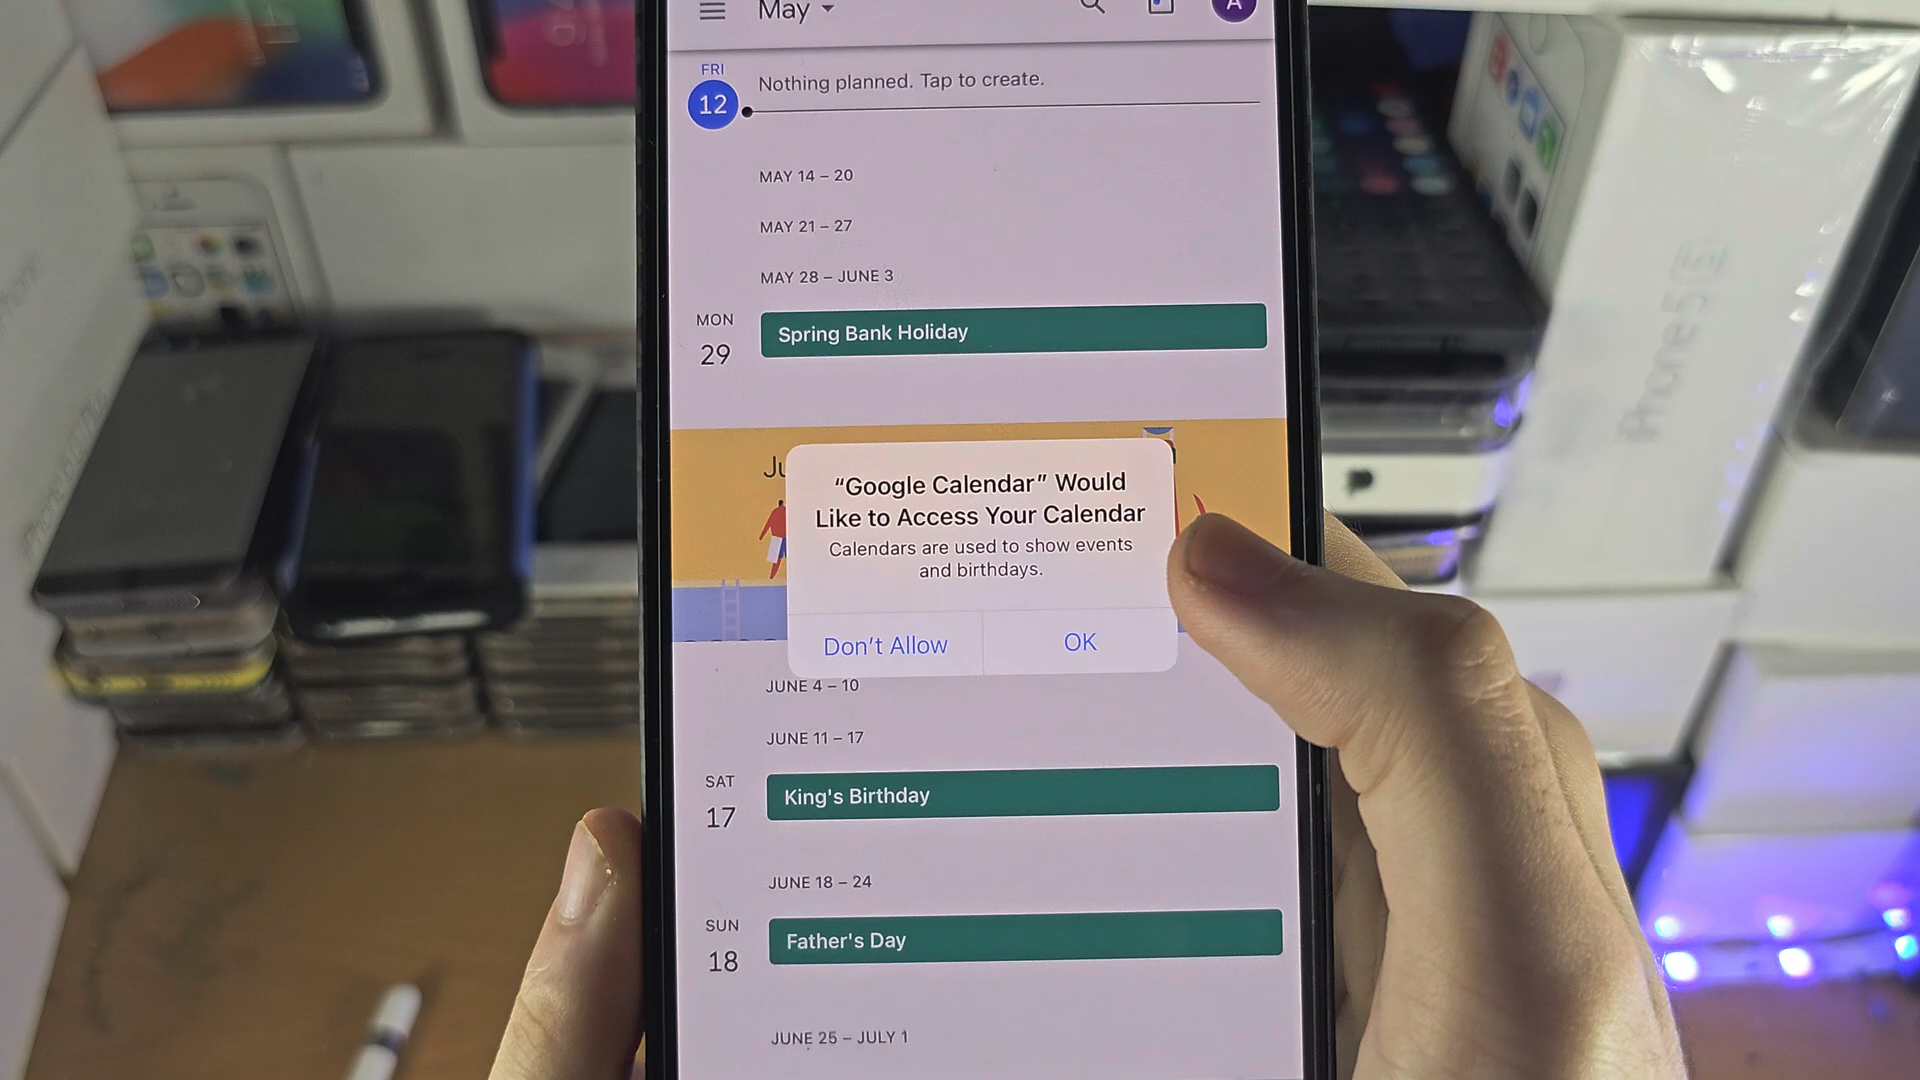 May
A
FRI
12
Nothing planned. Tap to create.
MAY 14 – 20
MAY 21 – 27
MAY 28 – JUNE 3
MON
29
Spring Bank Holiday
Ju
“Google Calendar” Would
Like to Access Your Calendar
Calendars are used to show events
and birthdays.
Don’t Allow
OK
JUNE 4 – 10
JUNE 11 – 17
SAT
17
King's Birthday
JUNE 18 – 24
SUN
18
Father's Day
JUNE 25 – JULY 1
iPhone 5s